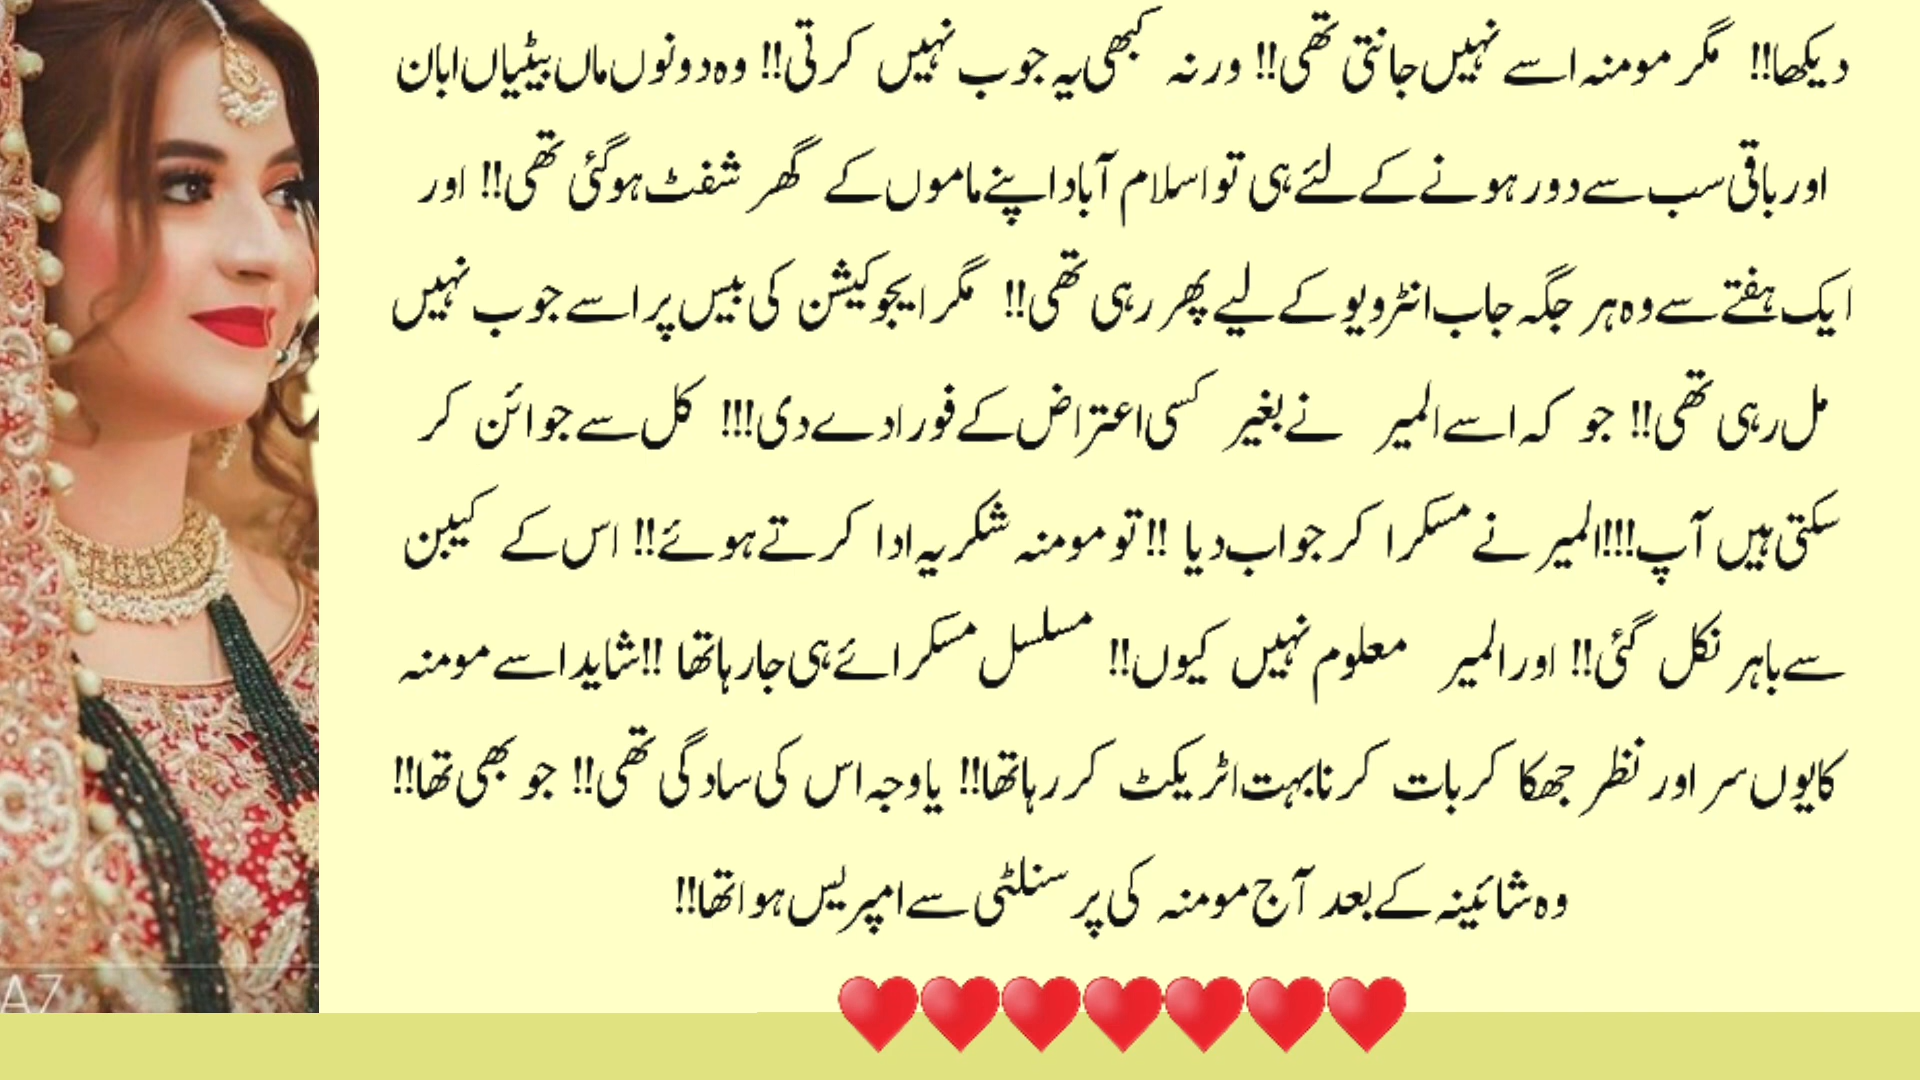 دیکھا!! مگر مومنہ اسے نہیں جانتی تھی!! ورنہ کبھی یہ جوب نہیں کرتی!! وہ دونوں ماں بیٹیاں ابان
اور باقی سب سے دور ہونے کے لئے ہی تو اسلام آباد اپنے ماموں کے گھر شفٹ ہو گئی تھی!! اور
ایک ہفتے سے وہ ہر جگہ جاب انٹرویو کے لیے پھر رہی تھی!! مگر ایجوکیشن کی بیس پر اسے جوب نہیں
مل رہی تھی!! جو کہ اسے المیر نے بغیر کسی اعتراض کے فورا دے دی!!! کل سے جوائن کر
سکتی ہیں آپ!!!المیر نے مسکرا کر جواب دیا !!تو مومنہ شکریہ ادا کرتے ہوئے!! اس کے کیبن
سے باہر نکل گئی!! اور المیر معلوم نہیں کیوں!! مسلسل مسکرائے ہی جا رہا تھا !!شاید اسے مومنہ
کا یوں سر اور نظر جھکا کر بات کرنا بہت اٹریکٹ کر رہا تھا!! یا وجہ اس کی سادگی تھی!! جو بھی تھا!!
وہ شائینہ کے بعد آج مومنہ کی پرسنلٹی سے امپریس ہوا تھا!!
A7